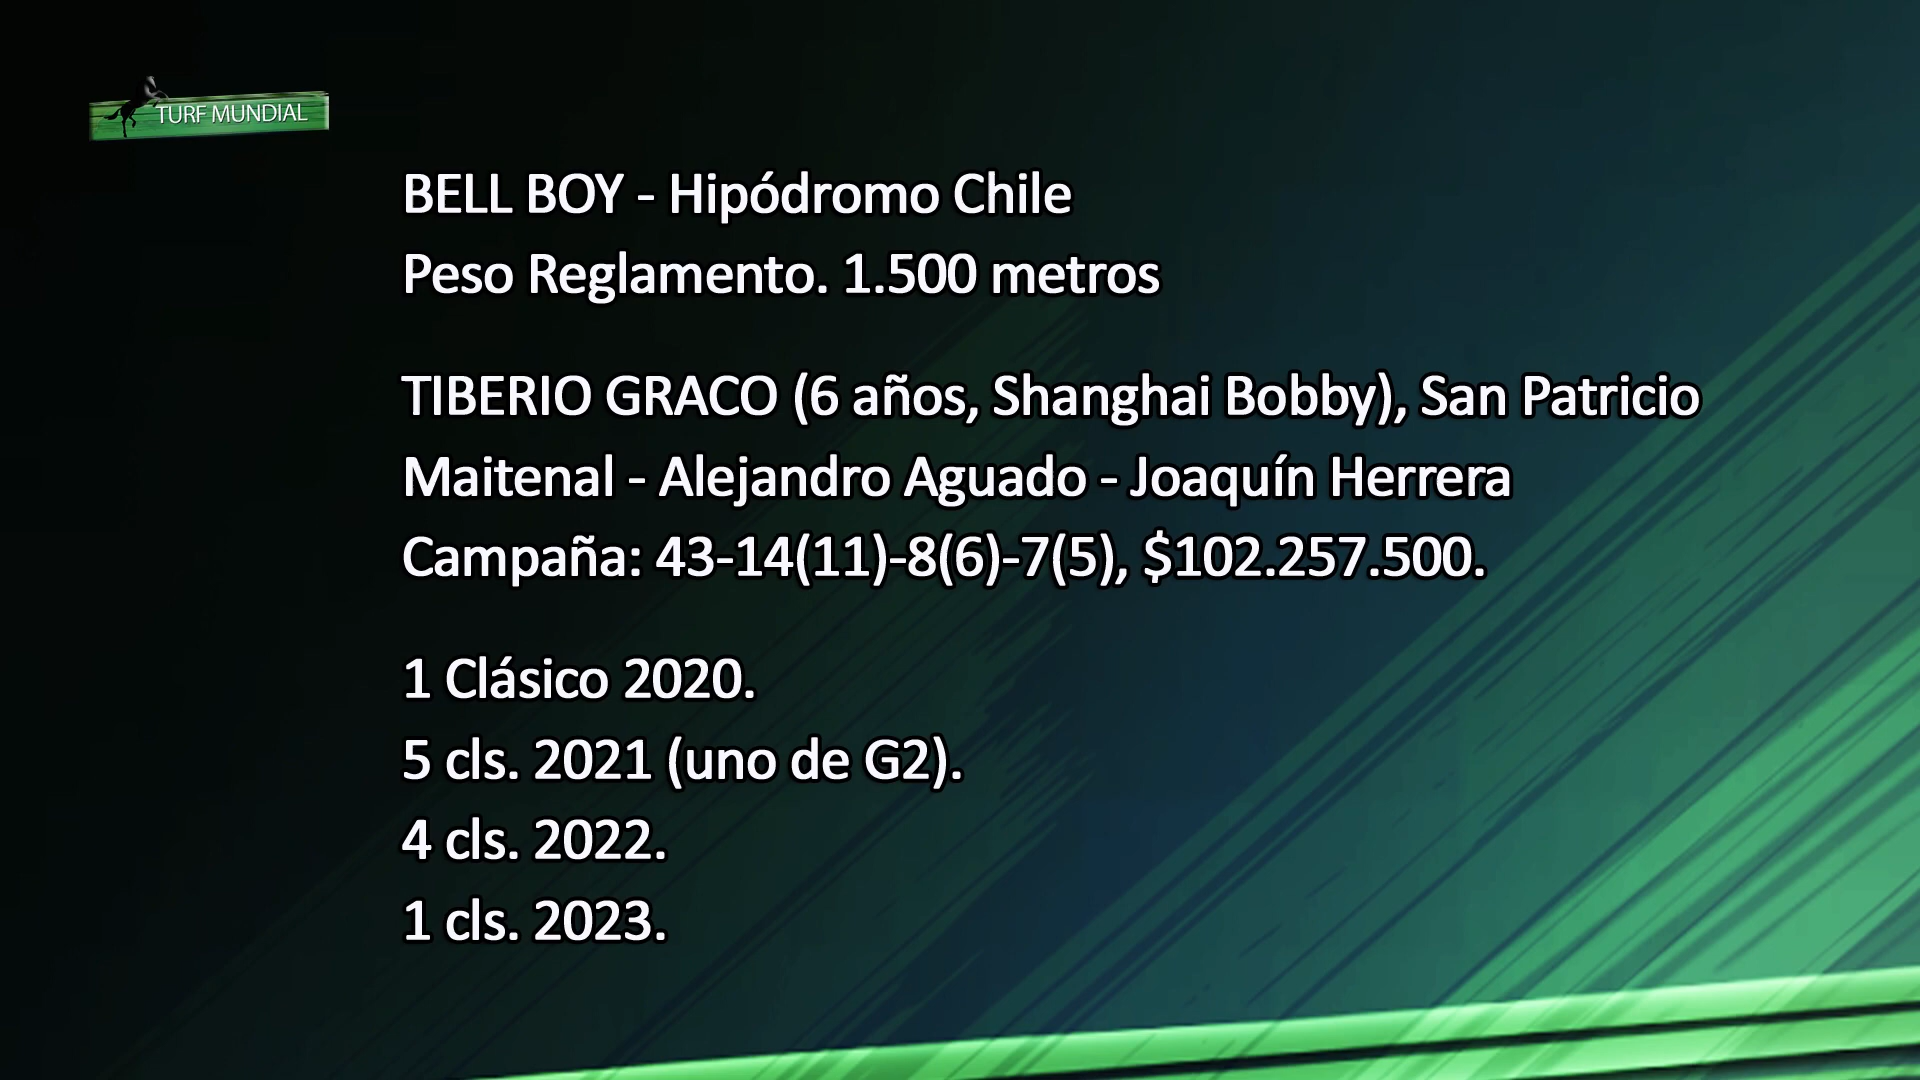 TURF MUNDIAL
BELL BOY - Hipódromo Chile
Peso Reglamento. 1.500 metros
TIBERIO GRACO (6 años, Shanghai Bobby), San Patricio
Maitenal - Alejandro Aguado - Joaquín Herrera
Campaña: 43-14(11)-8(6)-7(5), $102.257.500.
1 Clásico 2020.
5 cls. 2021 (uno de G2).
4 cls. 2022.
1 cls. 2023.